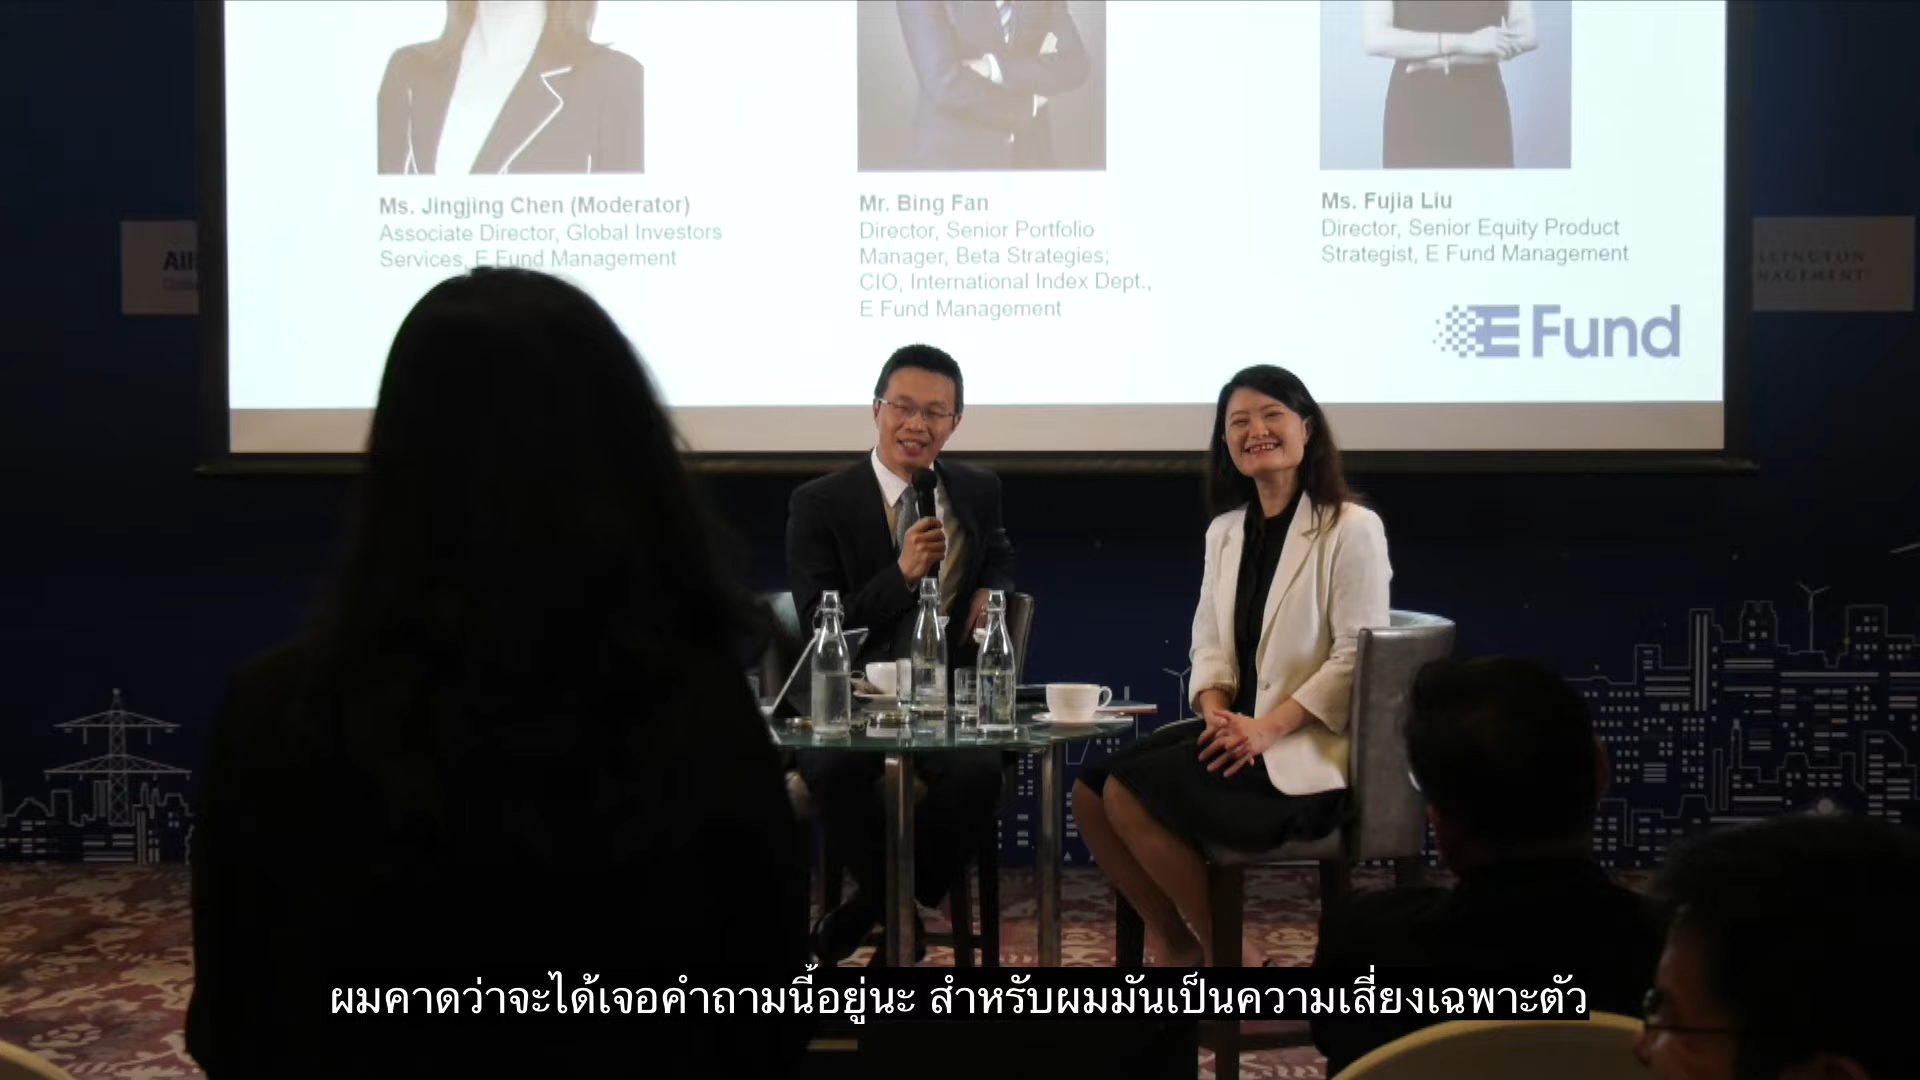 Ms. Jingjing Chen (Moderator)
Associate Director, Global Investors
Services, E Fund Management
Mr. Bing Fan
Director, Senior Portfolio
Manager, Beta Strategies;
CIO, International Index Dept.,
E Fund Management
Ms. Fujia Liu
Director, Senior Equity Product
Strategist, E Fund Management
E Fund
All
NAGEMENT
ผมคาดว่าจะได้เจอคำถามนี้อยู่นะ สำหรับผมมันเป็นความเสี่ยงเฉพาะตัว